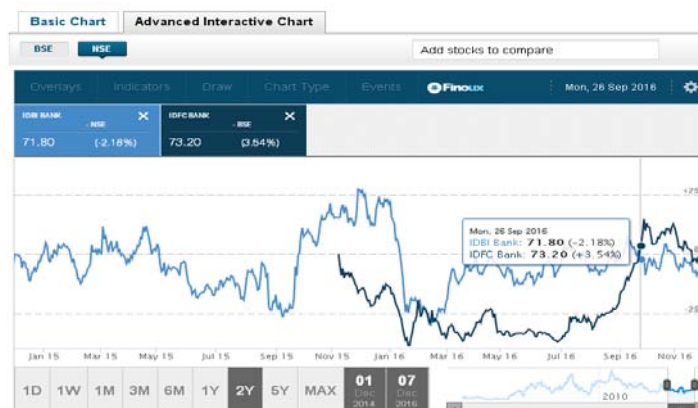 Basic Chart Advanced Interactive Chart
BSE NSE Add stocks to compare
Overlays Indicators Draw Chart Type Events Finoux Mon, 26 Sep 2016
IDBI BANK - NSE 71.80 (-2.18%)
IDFC BANK - NSE 73.20 (3.54%)
Mon, 26 Sep 2016
IDBI Bank: 71.80 (-2.18%)
IDFC Bank: 73.20 (+3.54%)
Jan 15 Mar 15 May 15 Jul 15 Sep 15 Nov 15 Jan 16 Mar 16 May 16 Jul 16 Sep 16 Nov 16
1D 1W 1M 3M 6M 1Y 2Y 5Y MAX 01 Dec 2014 07 Dec 2016
2010